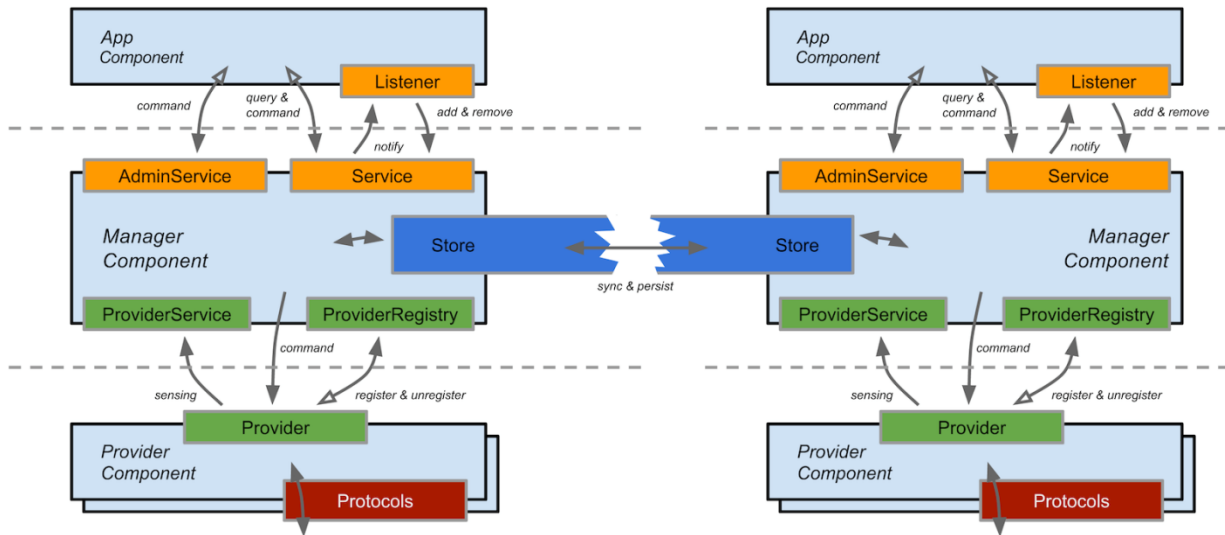 App
Component
Listener
command
query &
command
notify
add & remove
AdminService
Service
Manager
Component
Store
ProviderService
ProviderRegistry
command
sensing
register & unregister
Provider
Provider
Component
Protocols
sync & persist
App
Component
Listener
command
query &
command
notify
add & remove
AdminService
Service
Store
Manager
Component
ProviderService
ProviderRegistry
command
sensing
register & unregister
Provider
Provider
Component
Protocols